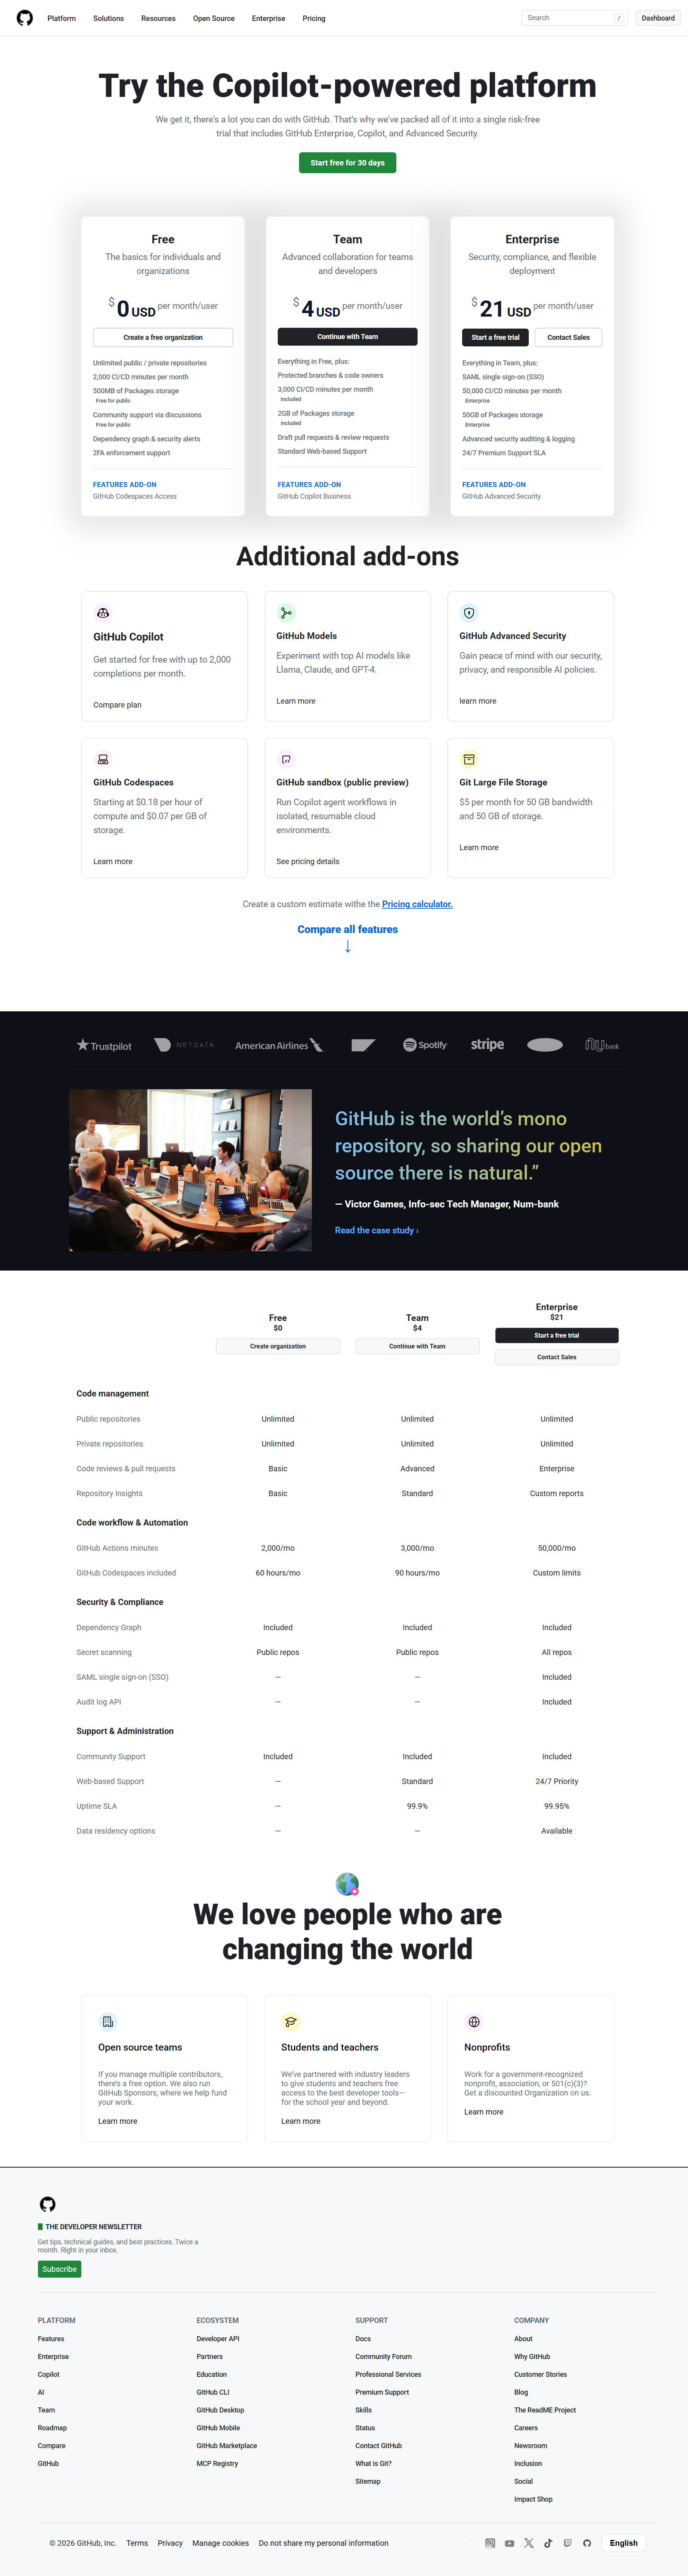 Platform Solutions Resources Open Source Enterprise Pricing Search / Dashboard
Try the Copilot-powered platform
We get it, there's a lot you can do with GitHub. That's why we've packed all of it into a single risk-free
trial that includes GitHub Enterprise, Copilot, and Advanced Security.
Start free for 30 days
Free
The basics for individuals and
organizations
$ 0 USD per month/user
Create a free organization
Unlimited public / private repositories
2,000 CI/CD minutes per month
500MB of Packages storage
Free for public
Community support via discussions
Free for public
Dependency graph & security alerts
2FA enforcement support
FEATURES ADD-ON
GitHub Codespaces Access
Team
Advanced collaboration for teams
and developers
$ 4 USD per month/user
Continue with Team
Everything in Free, plus:
Protected branches & code owners
3,000 CI/CD minutes per month
Included
2GB of Packages storage
Included
Draft pull requests & review requests
Standard Web-based Support
FEATURES ADD-ON
GitHub Copilot Business
Enterprise
Security, compliance, and flexible
deployment
$ 21 USD per month/user
Start a free trial Contact Sales
Everything in Team, plus:
SAML single sign-on (SSO)
50,000 CI/CD minutes per month
Enterprise
50GB of Packages storage
Enterprise
Advanced security auditing & logging
24/7 Premium Support SLA
FEATURES ADD-ON
GitHub Advanced Security
Additional add-ons
GitHub Copilot
Get started for free with up to 2,000
completions per month.
Compare plan
GitHub Models
Experiment with top AI models like
Llama, Claude, and GPT-4.
Learn more
GitHub Advanced Security
Gain peace of mind with our security,
privacy, and responsible AI policies.
learn more
GitHub Codespaces
Starting at $0.18 per hour of
compute and $0.07 per GB of
storage.
Learn more
GitHub sandbox (public preview)
Run Copilot agent workflows in
isolated, resumable cloud
environments.
See pricing details
Git Large File Storage
$5 per month for 50 GB bandwidth
and 50 GB of storage.
Learn more
Create a custom estimate withe the Pricing calculator.
Compare all features
↓
Trustpilot NETDATA American Airlines Spotify stripe nu bank
GitHub is the world's mono
repository, so sharing our open
source there is natural.”
— Victor Games, Info-sec Tech Manager, Num-bank
Read the case study ›
Free
$0
Create organization
Team
$4
Continue with Team
Enterprise
$21
Start a free trial
Contact Sales
Code management
Public repositories Unlimited Unlimited Unlimited
Private repositories Unlimited Unlimited Unlimited
Code reviews & pull requests Basic Advanced Enterprise
Repository Insights Basic Standard Custom reports
Code workflow & Automation
GitHub Actions minutes 2,000/mo 3,000/mo 50,000/mo
GitHub Codespaces included 60 hours/mo 90 hours/mo Custom limits
Security & Compliance
Dependency Graph Included Included Included
Secret scanning Public repos Public repos All repos
SAML single sign-on (SSO) — — Included
Audit log API — — Included
Support & Administration
Community Support Included Included Included
Web-based Support — Standard 24/7 Priority
Uptime SLA — 99.9% 99.95%
Data residency options — — Available
We love people who are
changing the world
Open source teams
If you manage multiple contributors,
there's a free option. We also run
GitHub Sponsors, where we help fund
your work.
Learn more
Students and teachers
We've partnered with industry leaders
to give students and teachers free
access to the best developer tools—
for the school year and beyond.
Learn more
Nonprofits
Work for a government-recognized
nonprofit, association, or 501(c)(3)?
Get a discounted Organization on us.
Learn more
THE DEVELOPER NEWSLETTER
Get tips, technical guides, and best practices. Twice a
month. Right in your inbox.
Subscribe
PLATFORM
Features
Enterprise
Copilot
AI
Team
Roadmap
Compare
GitHub
ECOSYSTEM
Developer API
Partners
Education
GitHub CLI
GitHub Desktop
GitHub Mobile
GitHub Marketplace
MCP Registry
SUPPORT
Docs
Community Forum
Professional Services
Premium Support
Skills
Status
Contact GitHub
What is Git?
Sitemap
COMPANY
About
Why GitHub
Customer Stories
Blog
The ReadME Project
Careers
Newsroom
Inclusion
Social
Impact Shop
© 2026 GitHub, Inc. Terms Privacy Manage cookies Do not share my personal information English